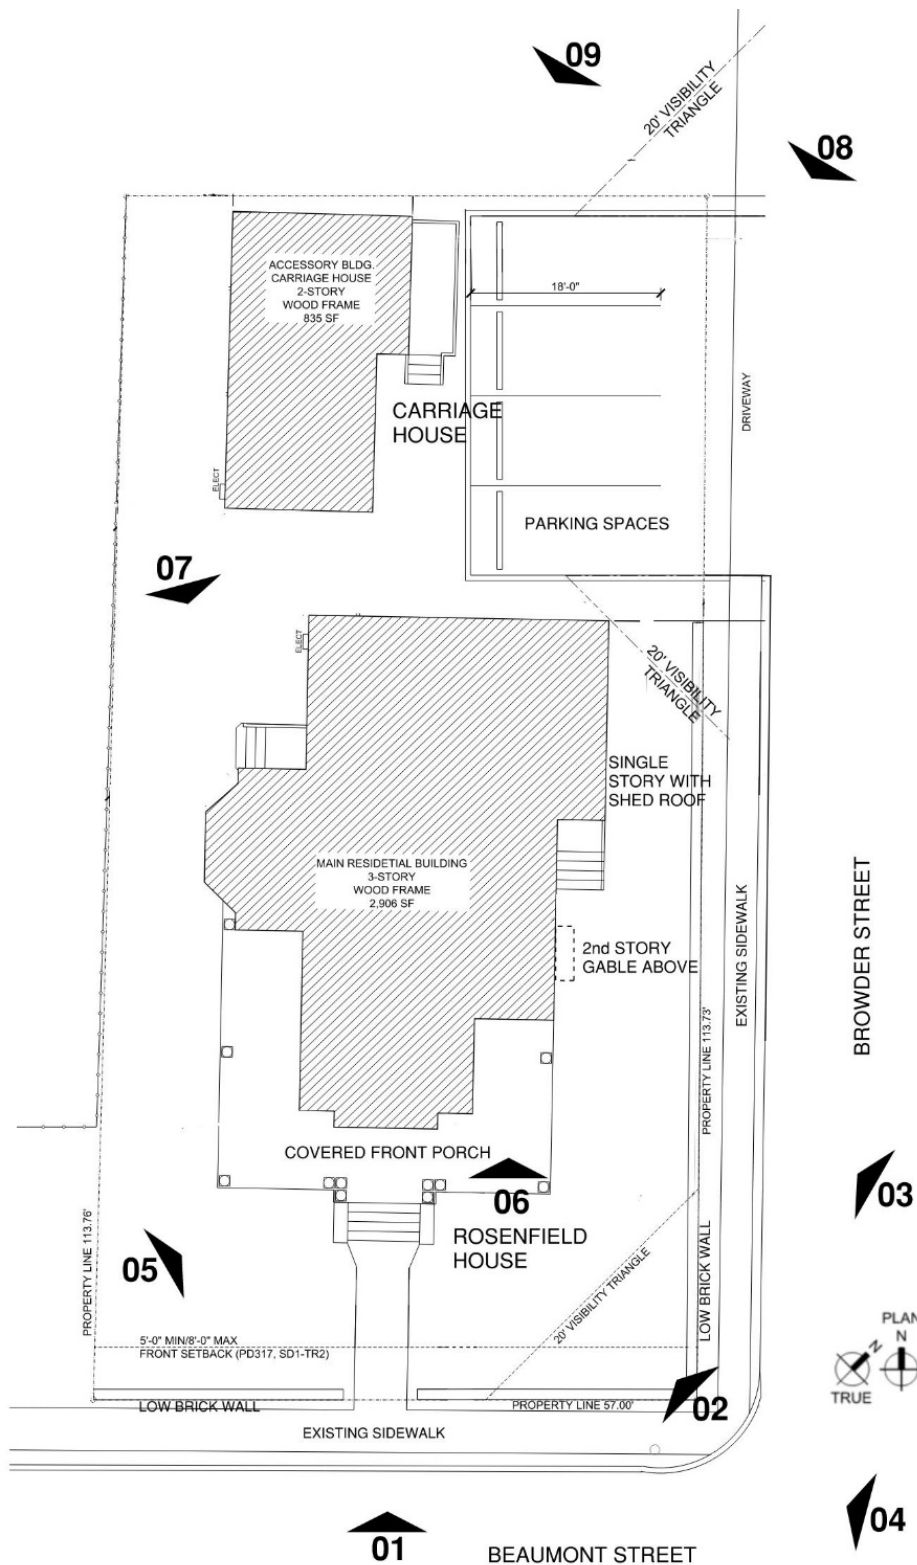 09
20' VISIBILITY
TRIANGLE
08
ACCESSORY BLDG.
CARRIAGE HOUSE
2-STORY
WOOD FRAME
835 SF
18'-0"
DRIVEWAY
CARRIAGE
HOUSE
ELECT
PARKING SPACES
07
ELECT
20' VISIBILITY
TRIANGLE
SINGLE
STORY WITH
SHED ROOF
MAIN RESIDETIAL BUILDING
3-STORY
WOOD FRAME
2,906 SF
2nd STORY
GABLE ABOVE
EXISTING SIDEWALK
BROWDER STREET
PROPERTY LINE 113.73'
COVERED FRONT PORCH
06
03
ROSENFIELD
HOUSE
PROPERTY LINE 113.76'
05
20' VISIBILITY TRIANGLE
LOW BRICK WALL
PLAN
N
N
TRUE
5'-0" MIN/8'-0" MAX
FRONT SETBACK (PD317, SD1-TR2)
LOW BRICK WALL
PROPERTY LINE 57.00'
02
EXISTING SIDEWALK
01
04
BEAUMONT STREET